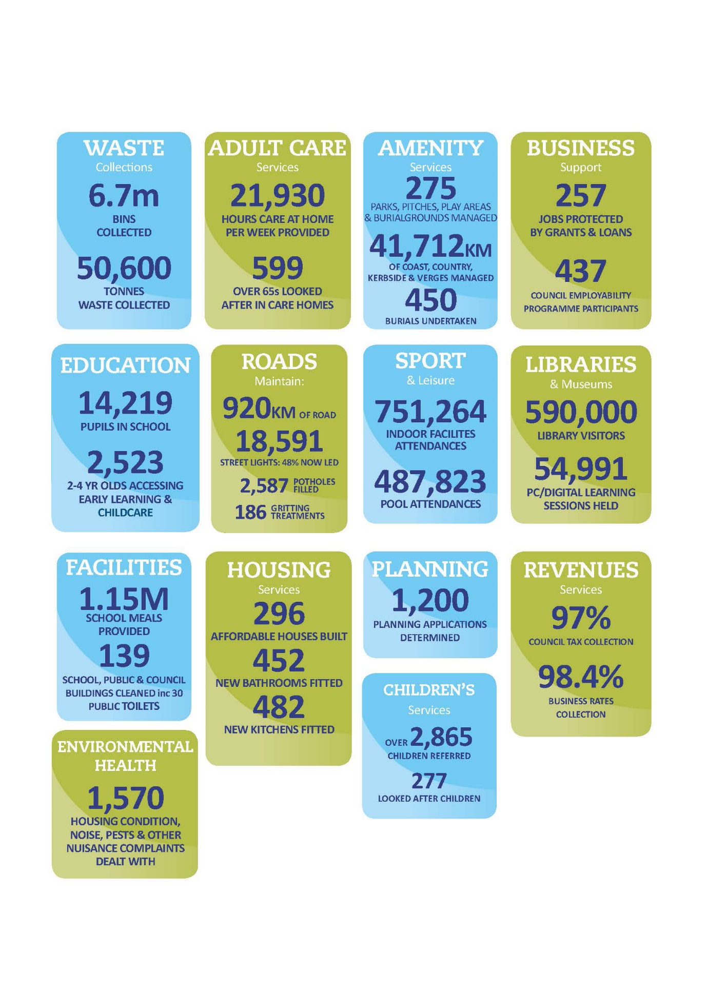 WASTE
Collections
6.7m
BINS
COLLECTED
50,600
TONNES
WASTE COLLECTED
ADULT CARE
Services
21,930
HOURS CARE AT HOME
PER WEEK PROVIDED
599
OVER 65s LOOKED
AFTER IN CARE HOMES
AMENITY
Services
275
PARKS, PITCHES, PLAY AREAS
& BURIALGROUNDS MANAGED
41,712KM
OF COAST, COUNTRY,
KERBSIDE & VERGES MANAGED
450
BURIALS UNDERTAKEN
BUSINESS
Support
257
JOBS PROTECTED
BY GRANTS & LOANS
437
COUNCIL EMPLOYABILITY
PROGRAMME PARTICIPANTS
EDUCATION
14,219
PUPILS IN SCHOOL
2,523
2-4 YR OLDS ACCESSING
EARLY LEARNING &
CHILDCARE
ROADS
Maintain:
920KM OF ROAD
18,591
STREET LIGHTS: 48% NOW LED
2,587 POTHOLES
FILLED
186 GRITTING
TREATMENTS
SPORT
& Leisure
751,264
INDOOR FACILITES
ATTENDANCES
487,823
POOL ATTENDANCES
LIBRARIES
& Museums
590,000
LIBRARY VISITORS
54,991
PC/DIGITAL LEARNING
SESSIONS HELD
FACILITIES
1.15M
SCHOOL MEALS
PROVIDED
139
SCHOOL, PUBLIC & COUNCIL
BUILDINGS CLEANED inc 30
PUBLIC TOILETS
HOUSING
Services
296
AFFORDABLE HOUSES BUILT
452
NEW BATHROOMS FITTED
482
NEW KITCHENS FITTED
PLANNING
1,200
PLANNING APPLICATIONS
DETERMINED
REVENUES
Services
97%
COUNCIL TAX COLLECTION
98.4%
BUSINESS RATES
COLLECTION
CHILDREN'S
Services
OVER 2,865
CHILDREN REFERRED
277
LOOKED AFTER CHILDREN
ENVIRONMENTAL
HEALTH
1,570
HOUSING CONDITION,
NOISE, PESTS & OTHER
NUISANCE COMPLAINTS
DEALT WITH